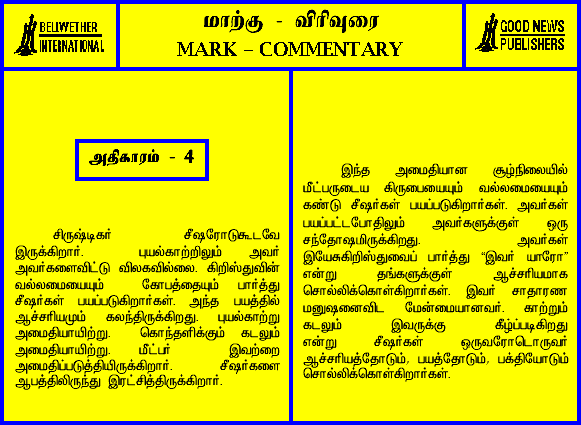 BELLWETHER
INTERNATIONAL
மாற்கு - விரிவுரை
MARK – COMMENTARY
GOOD NEWS
PUBLISHERS
அதிகாரம் - 4
சிருஷ்டிகர் சீஷரோடுகூடவே
இருக்கிறார். புயல்காற்றிலும் அவர்
அவர்களைவிட்டு விலகவில்லை. கிறிஸ்துவின்
வல்லமையையும் கோபத்தையும் பார்த்து
சீஷர்கள் பயப்படுகிறார்கள். அந்த பயத்தில்
ஆச்சரியமும் கலந்திருக்கிறது. புயல்காற்று
அமைதியாயிற்று. கொந்தளிக்கும் கடலும்
அமைதியாயிற்று. மீட்பர் இவற்றை
அமைதிப்படுத்தியிருக்கிறார். சீஷர்களை
ஆபத்திலிருந்து இரட்சித்திருக்கிறார்.
இந்த அமைதியான சூழ்நிலையில்
மீட்பருடைய கிருபையையும் வல்லமையையும்
கண்டு சீஷர்கள் பயப்படுகிறார்கள். அவர்கள்
பயப்பட்டபோதிலும் அவர்களுக்குள் ஒரு
சந்தோஷமிருக்கிறது. அவர்கள்
இயேசுகிறிஸ்துவைப் பார்த்து “இவர் யாரோ”
என்று தங்களுக்குள் ஆச்சரியமாக
சொல்லிக்கொள்கிறார்கள். இவர் சாதாரண
மனுஷனைவிட மேன்மையானவர். காற்றும்
கடலும் இவருக்கு கீழ்ப்படிகிறது
என்று சீஷர்கள் ஒருவரோடொருவர்
ஆச்சரியத்தோடும், பயத்தோடும், பக்தியோடும்
சொல்லிக்கொள்கிறார்கள்.